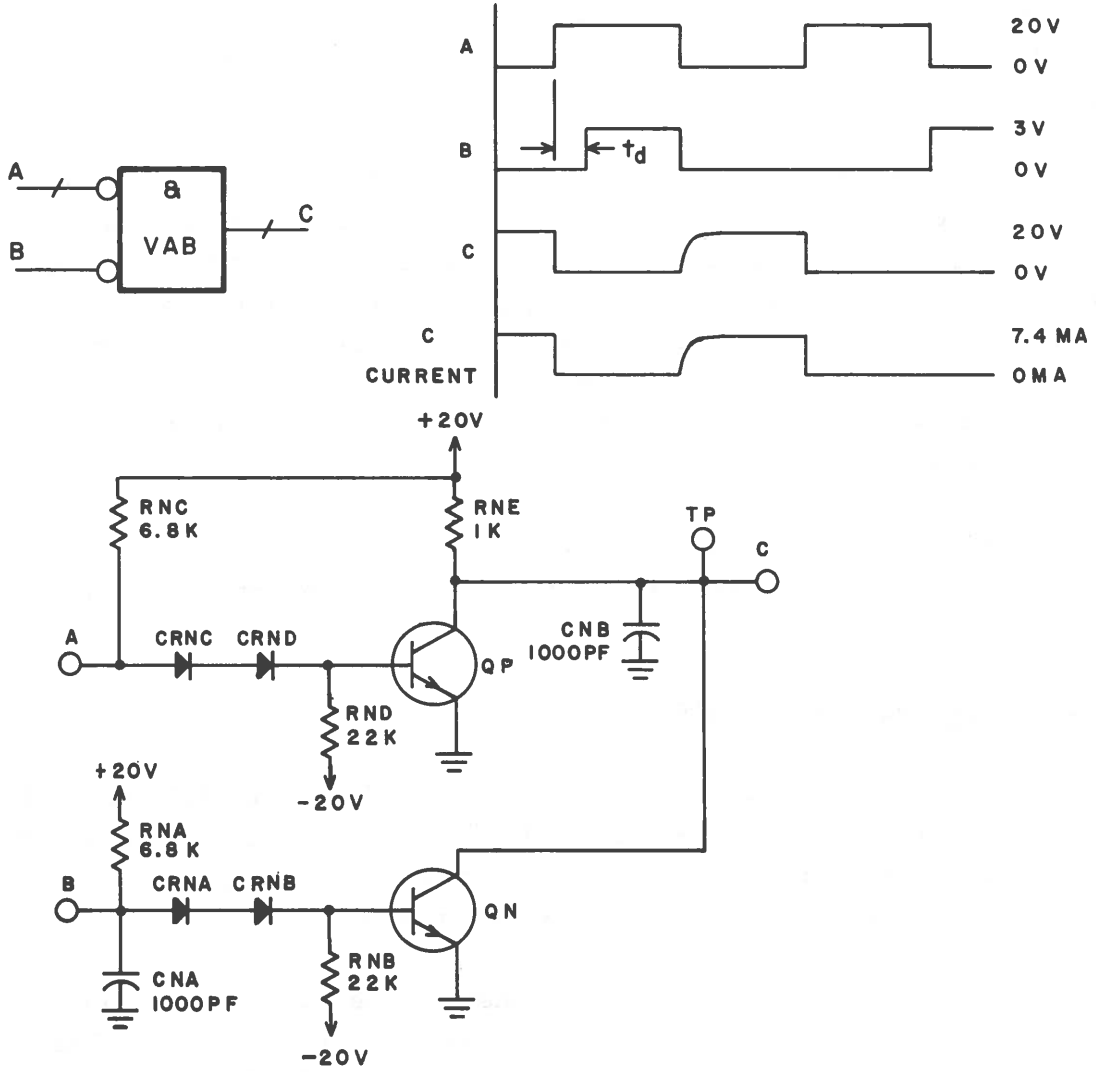 A
20V
0V
B
td
3V
0V
A
&
C
VAB
B
C
20V
0V
C
CURRENT
7.4 MA
0MA
+20V
RNC
6.8K
RNE
1K
TP
C
A
CRNC
CRND
QP
CNB
1000PF
RND
22K
-20V
+20V
RNA
6.8K
B
CRNA
CRNB
QN
CNA
1000PF
RNB
22K
-20V